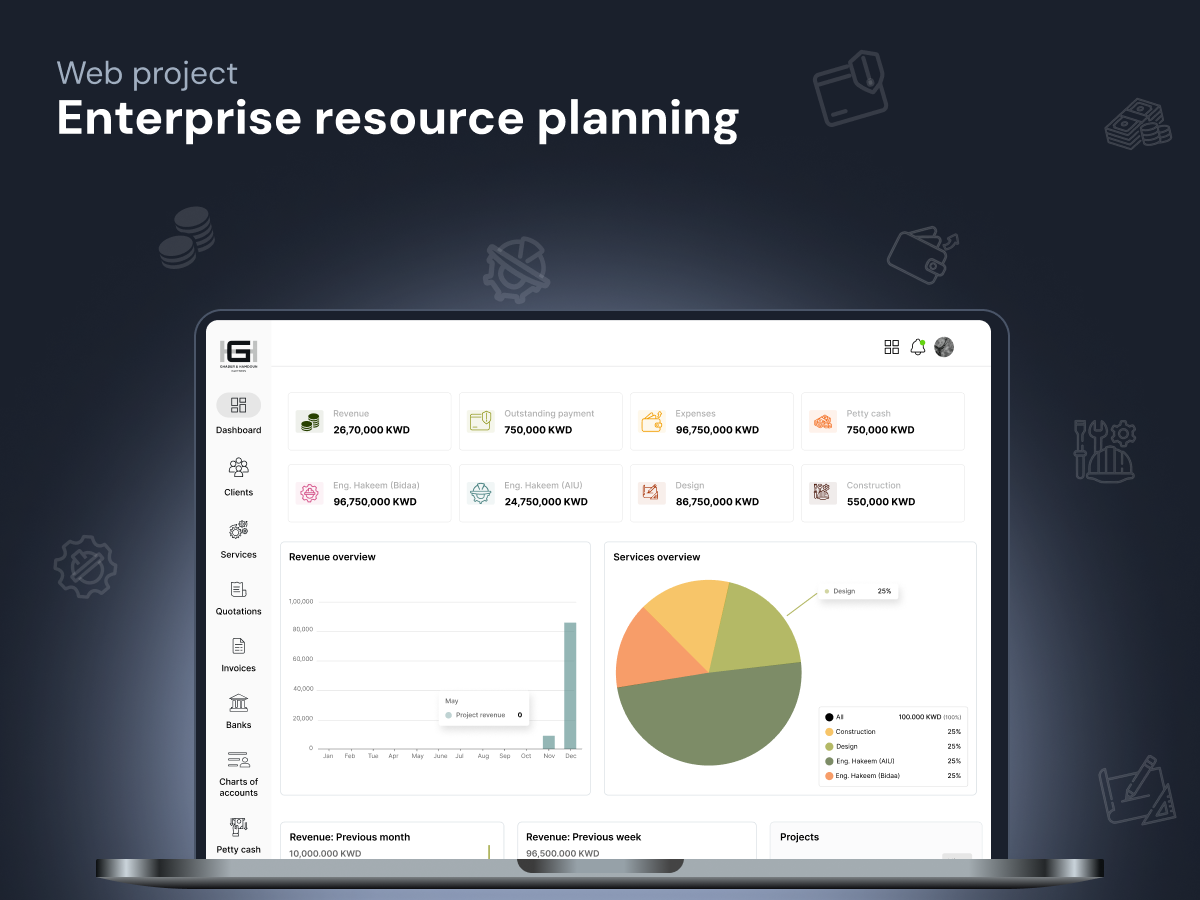 Web project
Enterprise resource planning
GH
GHADEER & HAMDOUN
Dashboard
Clients
Services
Quotations
Invoices
Banks
Charts of
accounts
Petty cash
Revenue
26,70,000 KWD
Outstanding payment
750,000 KWD
Expenses
96,750,000 KWD
Petty cash
750,000 KWD
Eng. Hakeem (Bidaa)
96,750,000 KWD
Eng. Hakeem (AIU)
24,750,000 KWD
Design
86,750,000 KWD
Construction
550,000 KWD
Revenue overview
1,00,000
80,000
60,000
40,000
20,000
0
May
Project revenue 0
Jan Feb Tue Apr May June Jul Aug Sep Oct Nov Dec
Services overview
Design 25%
All 100.000 KWD (100%)
Construction 25%
Design 25%
Eng. Hakeem (AIU) 25%
Eng. Hakeem (Bidaa) 25%
Revenue: Previous month
10,000.000 KWD
Revenue: Previous week
96,500.000 KWD
Projects